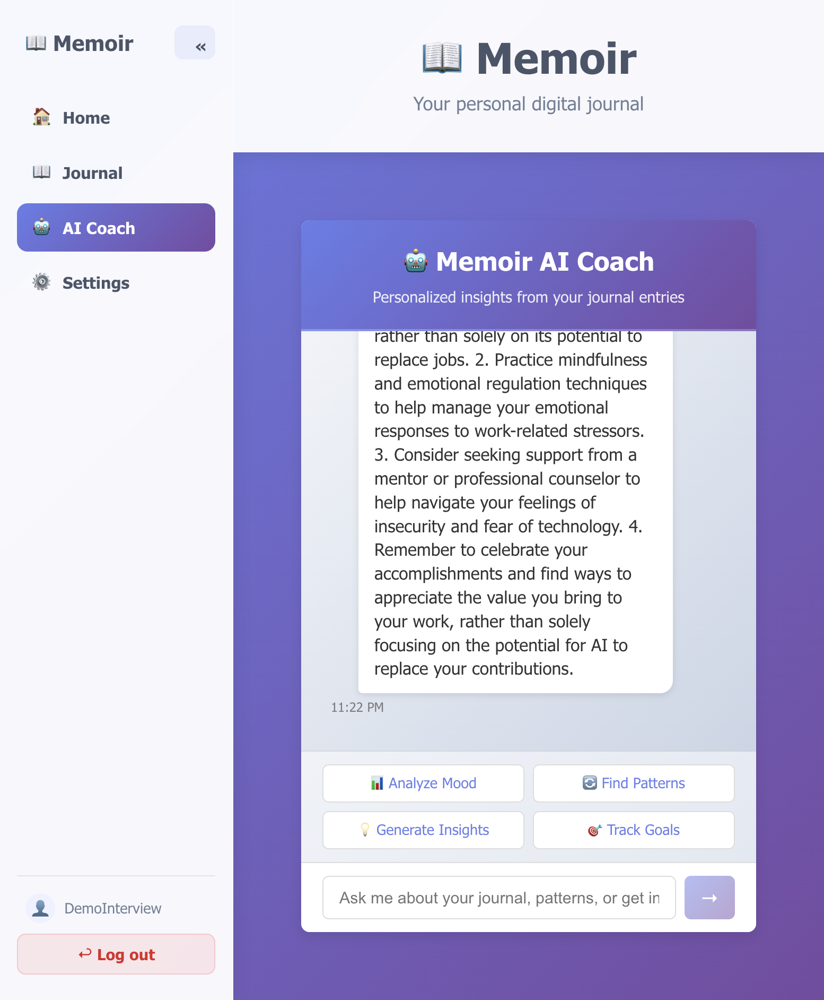 Memoir
«
Home
Journal
AI Coach
Settings
DemoInterview
Log out
Memoir
Your personal digital journal
Memoir AI Coach
Personalized insights from your journal entries
rather than solely on its potential to
replace jobs. 2. Practice mindfulness
and emotional regulation techniques
to help manage your emotional
responses to work-related stressors.
3. Consider seeking support from a
mentor or professional counselor to
help navigate your feelings of
insecurity and fear of technology. 4.
Remember to celebrate your
accomplishments and find ways to
appreciate the value you bring to
your work, rather than solely
focusing on the potential for AI to
replace your contributions.
11:22 PM
Analyze Mood
Find Patterns
Generate Insights
Track Goals
Ask me about your journal, patterns, or get in